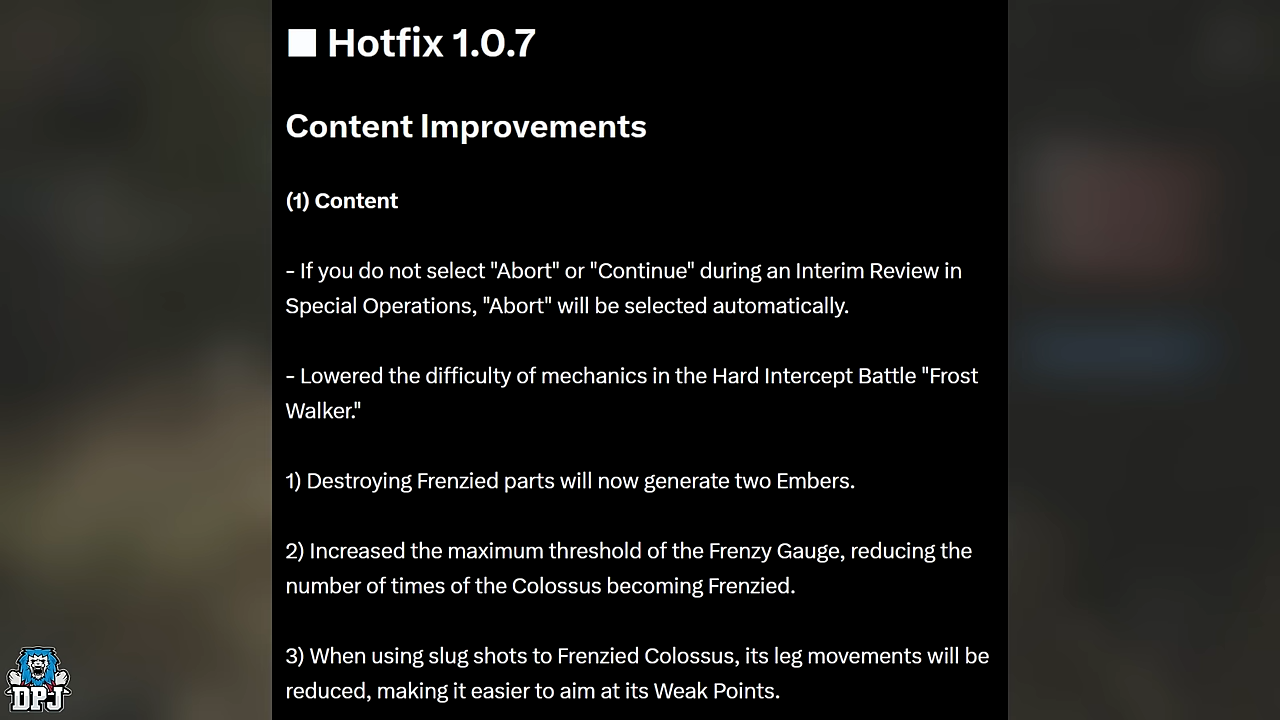 ■ Hotfix 1.0.7
Content Improvements
(1) Content
- If you do not select "Abort" or "Continue" during an Interim Review in
Special Operations, "Abort" will be selected automatically.
- Lowered the difficulty of mechanics in the Hard Intercept Battle "Frost
Walker."
1) Destroying Frenzied parts will now generate two Embers.
2) Increased the maximum threshold of the Frenzy Gauge, reducing the
number of times of the Colossus becoming Frenzied.
3) When using slug shots to Frenzied Colossus, its leg movements will be
reduced, making it easier to aim at its Weak Points.
DPJ